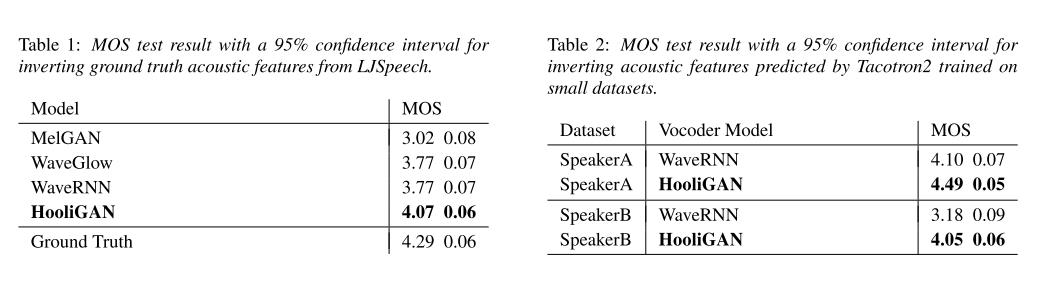 Table 1: MOS test result with a 95% confidence interval for
inverting ground truth acoustic features from LJSpeech.
Model MOS
MelGAN 3.02 0.08
WaveGlow 3.77 0.07
WaveRNN 3.77 0.07
HooliGAN 4.07 0.06
Ground Truth 4.29 0.06
Table 2: MOS test result with a 95% confidence interval for
inverting acoustic features predicted by Tacotron2 trained on
small datasets.
Dataset Vocoder Model MOS
SpeakerA WaveRNN 4.10 0.07
SpeakerA HooliGAN 4.49 0.05
SpeakerB WaveRNN 3.18 0.09
SpeakerB HooliGAN 4.05 0.06